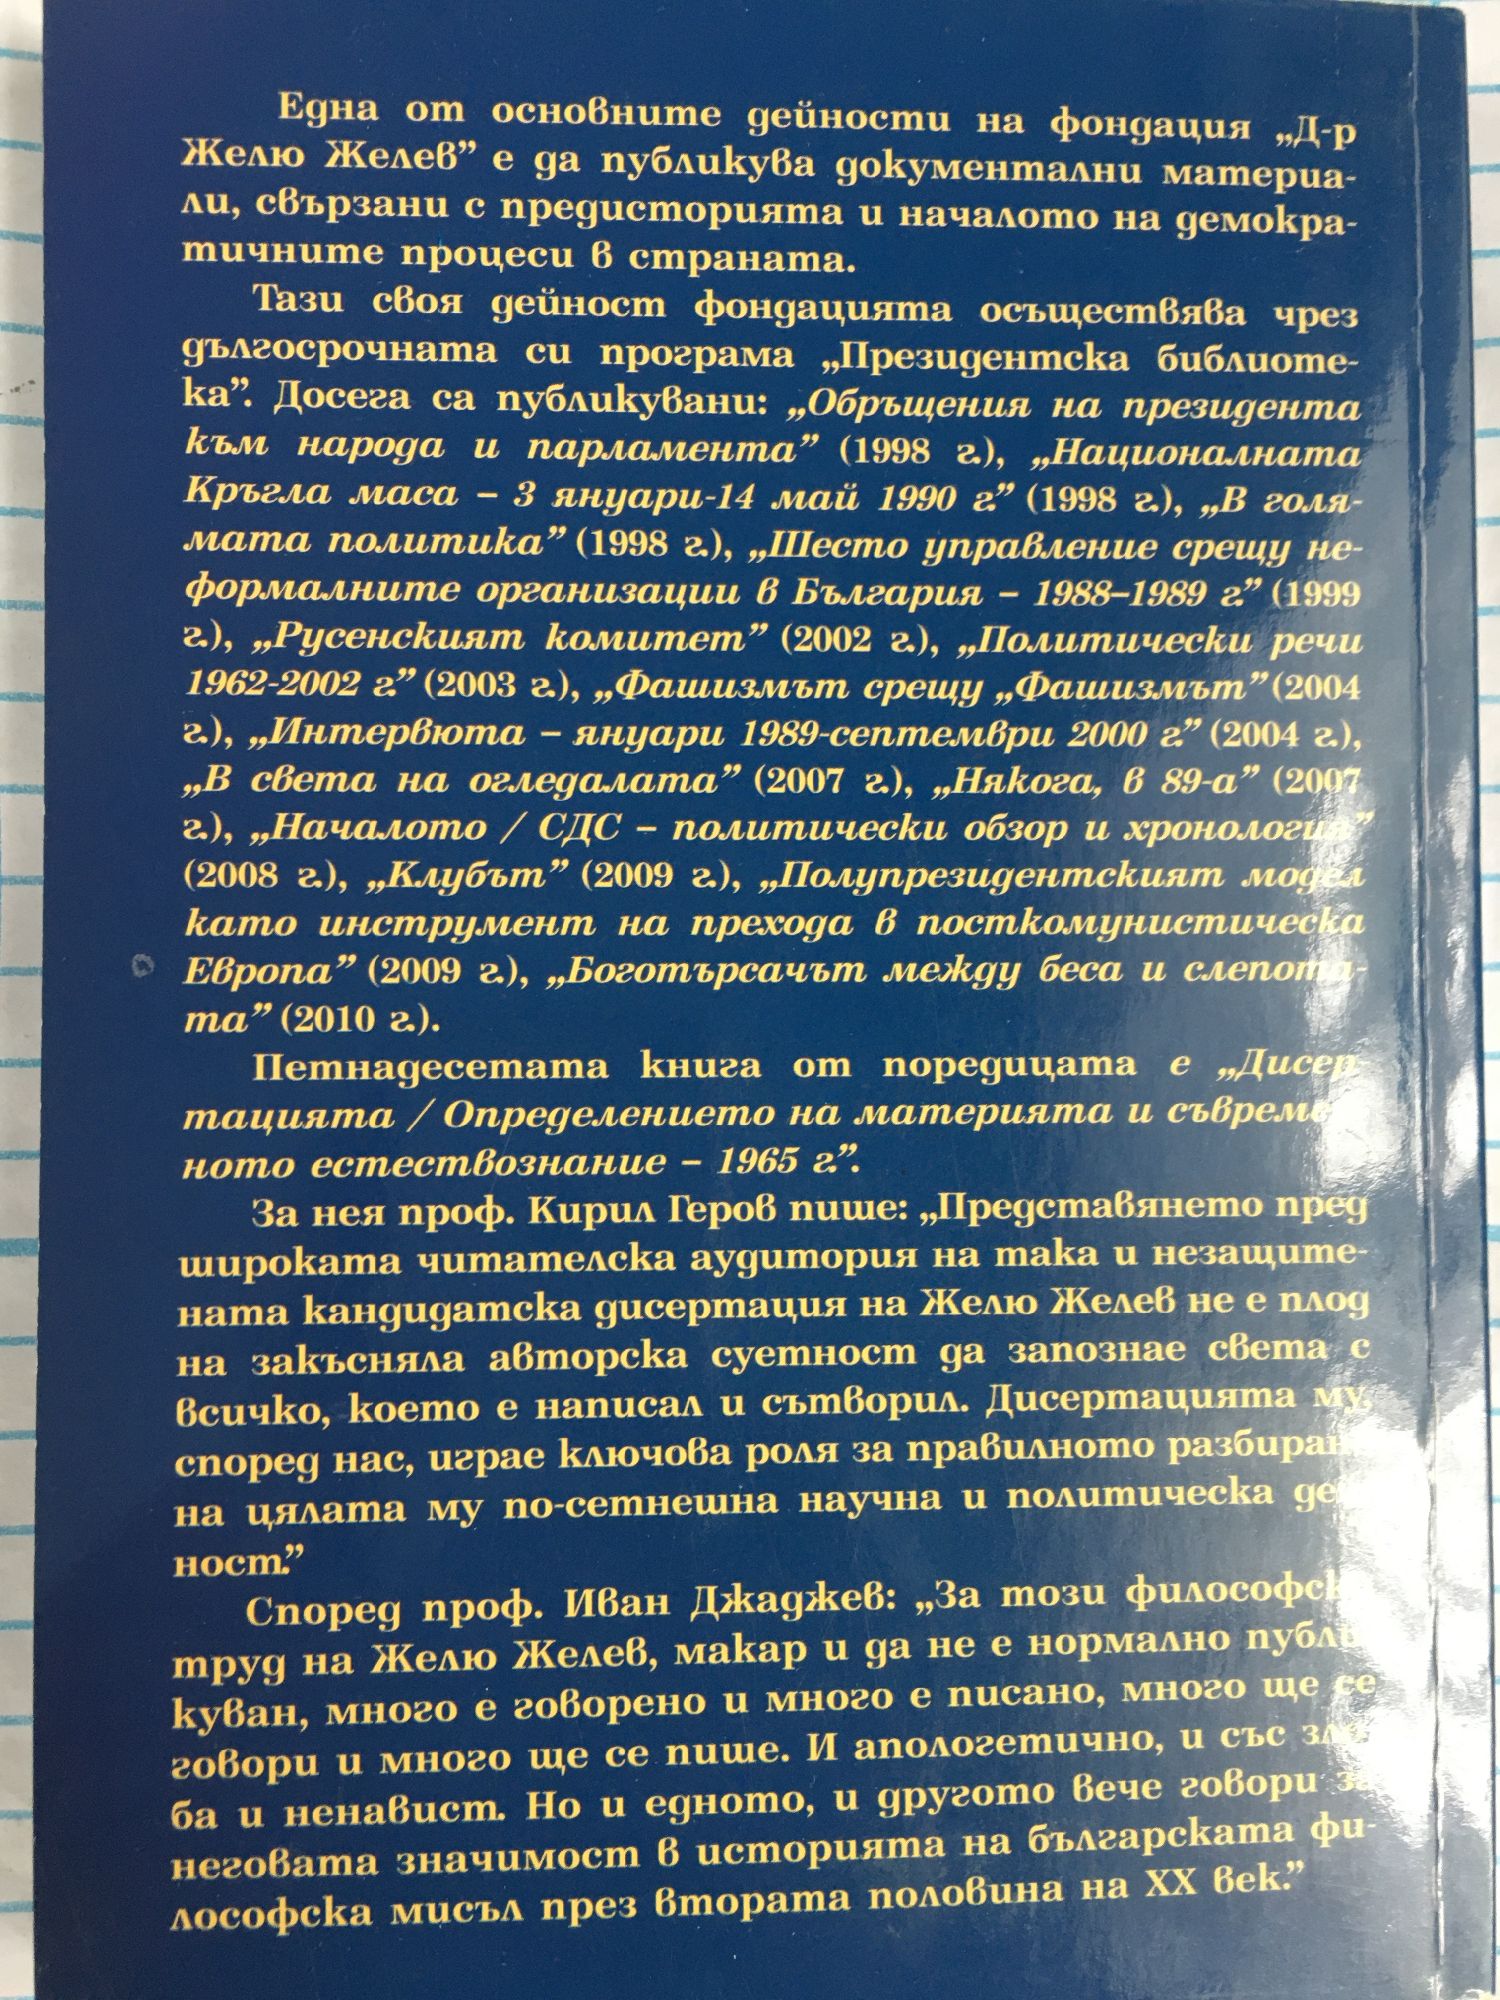 Една от основните дейности на фондация „Д-р
Желю Желев” е да публикува документални материа-
ли, свързани с предисторията и началото на демокра-
тичните процеси в страната.
Тази своя дейност фондацията осъществява чрез
дългосрочната си програма „Президентска библиоте-
ка”. Досега са публикувани: „Обръщения на президента
към народа и парламента” (1998 г.), „Националната
Кръгла маса – 3 януари-14 май 1990 г.” (1998 г.), „В голя-
мата политика” (1998 г.), „Шесто управление срещу не-
формалните организации в България – 1988–1989 г.” (1999
г.), „Русенският комитет” (2002 г.), „Политически речи
1962-2002 г.” (2003 г.), „Фашизмът срещу „Фашизмът” (2004
г.), „Интервюта – януари 1989-септември 2000 г.” (2004 г.),
„В света на огледалата” (2007 г.), „Някога, в 89-а” (2007
г.), „Началото / СДС – политически обзор и хронология”
(2008 г.), „Клубът” (2009 г.), „Полупрезидентският модел
като инструмент на прехода в посткомунистическа
Европа” (2009 г.), „Боготърсачът между беса и слепота-
та” (2010 г.).
Петнадесетата книга от поредицата е „Дисер-
тацията / Определението на материята и съвремен-
ното естествознание – 1965 г.”.
За нея проф. Кирил Геров пише: „Представянето пред
широката читателска аудитория на така и незащите-
ната кандидатска дисертация на Желю Желев не е плод
на закъсняла авторска суетност да запознае света с
всичко, което е написал и сътворил. Дисертацията му,
според нас, играе ключова роля за правилното разбиране
на цялата му по-сетнешна научна и политическа дей-
ност.”
Според проф. Иван Джаджев: „За този философски
труд на Желю Желев, макар и да не е нормално публи-
куван, много е говорено и много е писано, много ще се
говори и много ще се пише. И апологетично, и със зло-
ба и ненавист. Но и едното, и другото вече говори за
неговата значимост в историята на българската фи-
лософска мисъл през втората половина на XX век.”